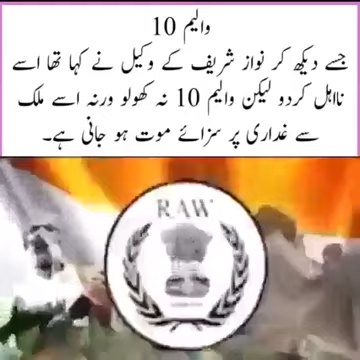 والیم 10
جسے دیکھ کر نواز شریف کے وکیل نے کہا تھا اسے
نااہل کردو لیکن والیم 10 نہ کھولو ورنہ اسے ملک
سے غداری پر سزائے موت ہو جانی ہے۔
RAW